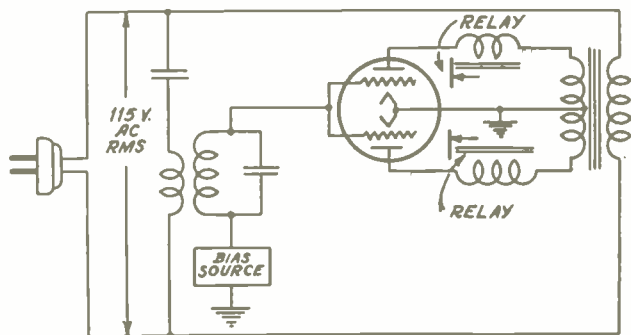 RELAY
115 V.
AC
RMS
RELAY
BIAS
SOURCE